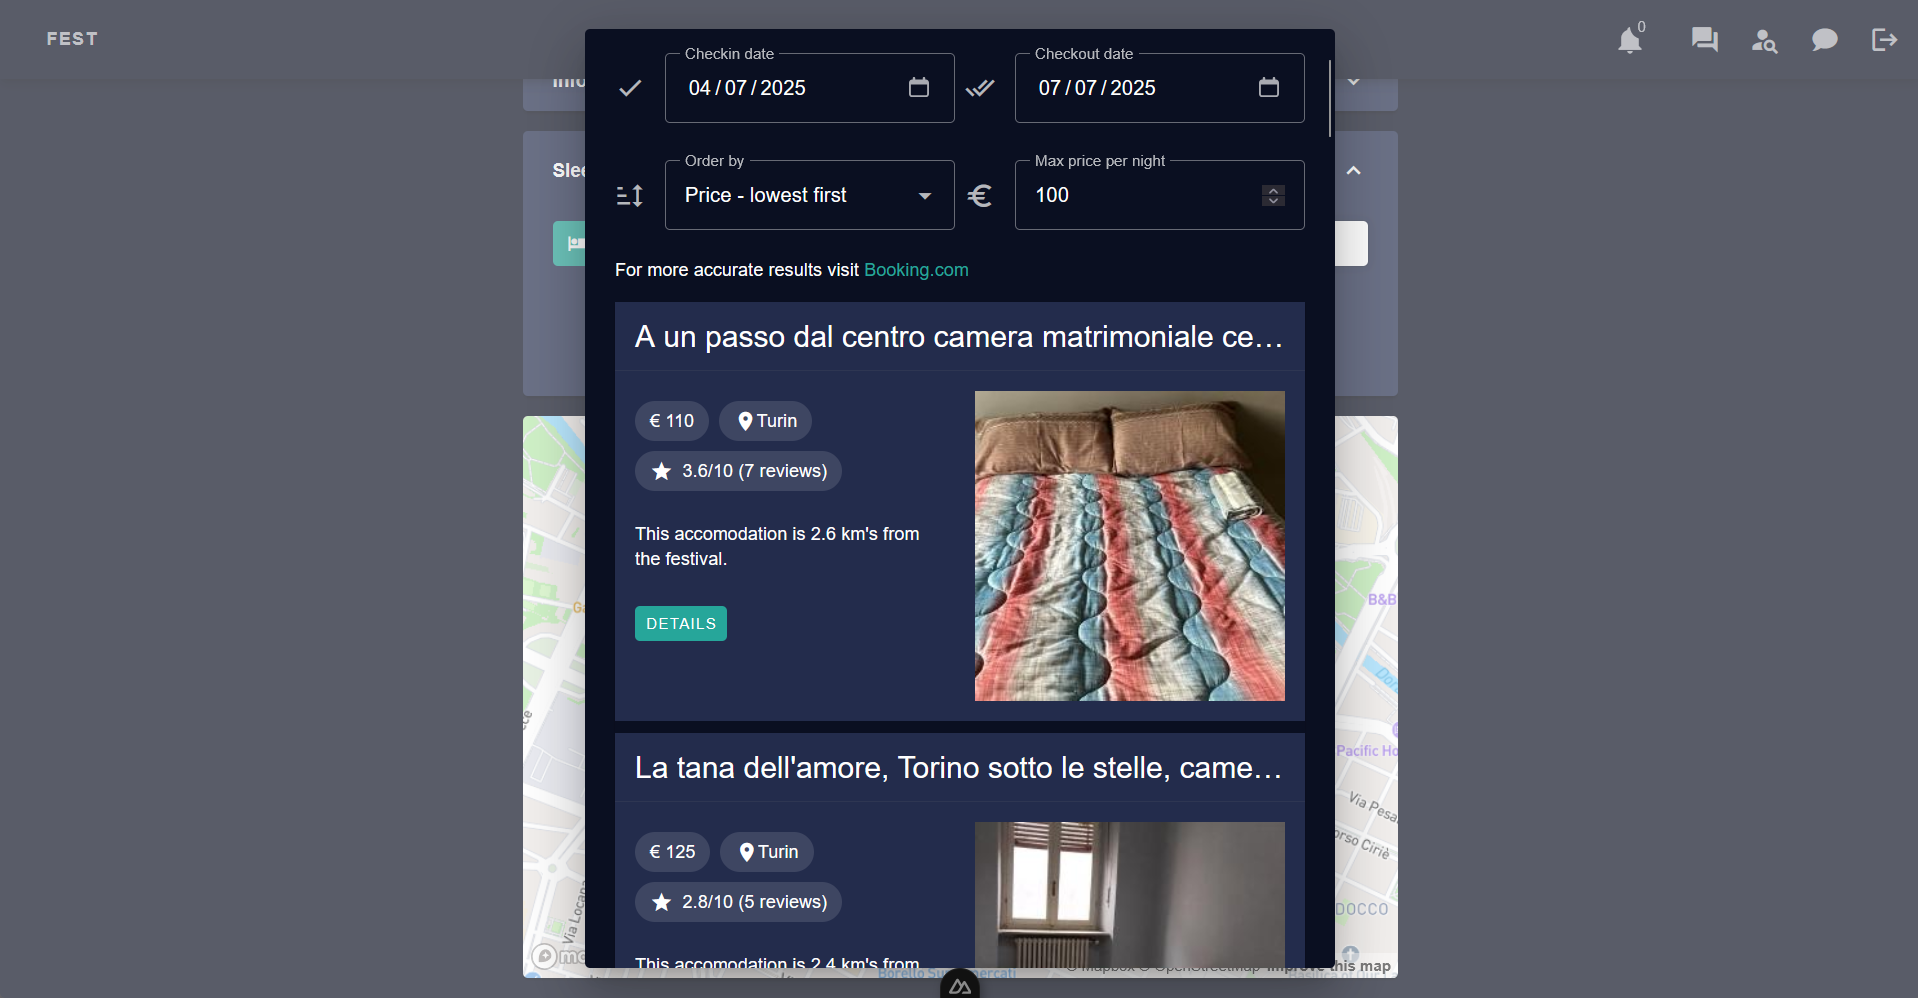 FEST
0
Checkin date
04/07/2025
Checkout date
07/07/2025
Order by
Price - lowest first
Max price per night
€
100
For more accurate results visit Booking.com
A un passo dal centro camera matrimoniale ce…
€ 110
Turin
3.6/10 (7 reviews)
This accomodation is 2.6 km's from
the festival.
DETAILS
La tana dell'amore, Torino sotto le stelle, came…
€ 125
Turin
2.8/10 (5 reviews)
This accomodation is 2.4 km's from
B&B
Pacific Ho
Via Pesa
orso Ciriè
DOCCO
Via Locana
© Mapbox © OpenStreetMap Improve this map